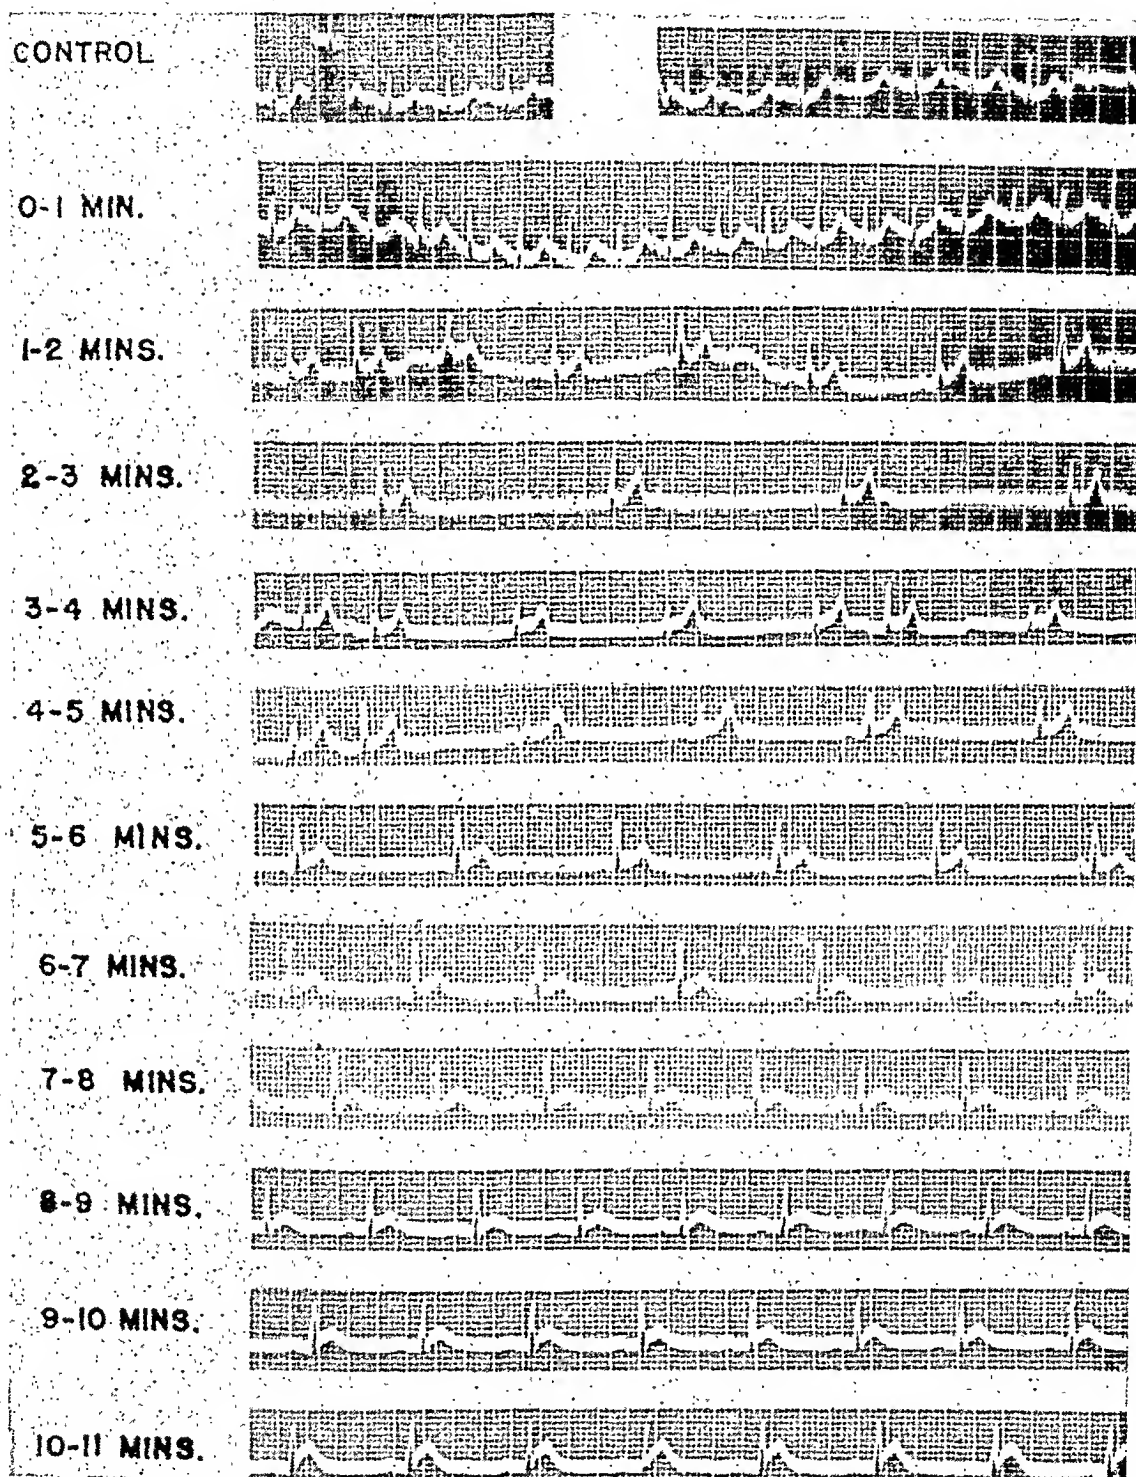 CONTROL
0-1 MIN.
1-2 MINS.
2-3 MINS.
3-4 MINS.
4-5 MINS.
5-6 MINS.
6-7 MINS.
7-8 MINS.
8-9 MINS.
9-10 MINS.
10-11 MINS.